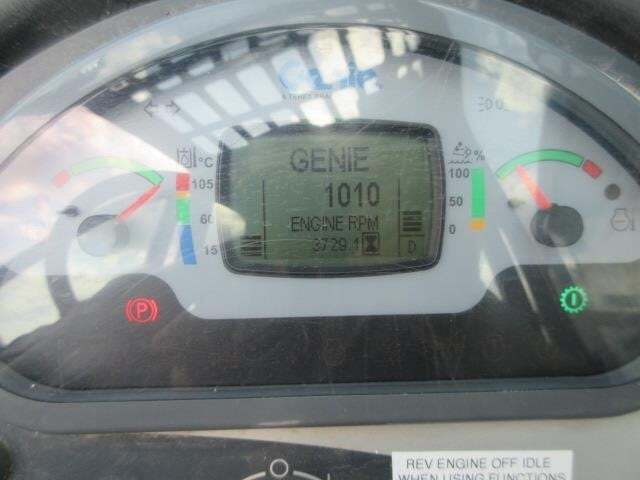 GENIE
1010
ENGINE RPM
3729.1
D
°C
105
60
15
%
100
50
0
P
REV ENGINE OFF IDLE
WHEN USING FUNCTIONS